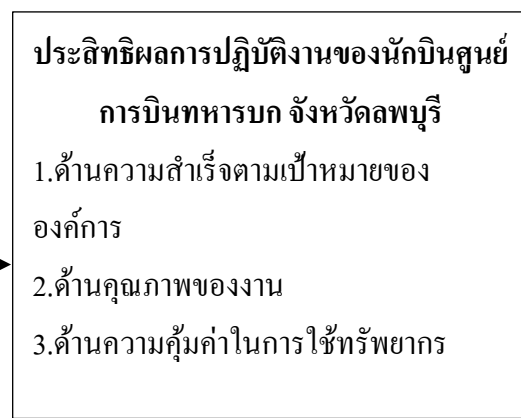 ประสิทธิผลการปฏิบัติงานของนักบินศูนย์
การบินทหารบก จังหวัดลพบุรี
1.ด้านความสำเร็จตามเป้าหมายของ
องค์การ
2.ด้านคุณภาพของงาน
3.ด้านความคุ้มค่าในการใช้ทรัพยากร